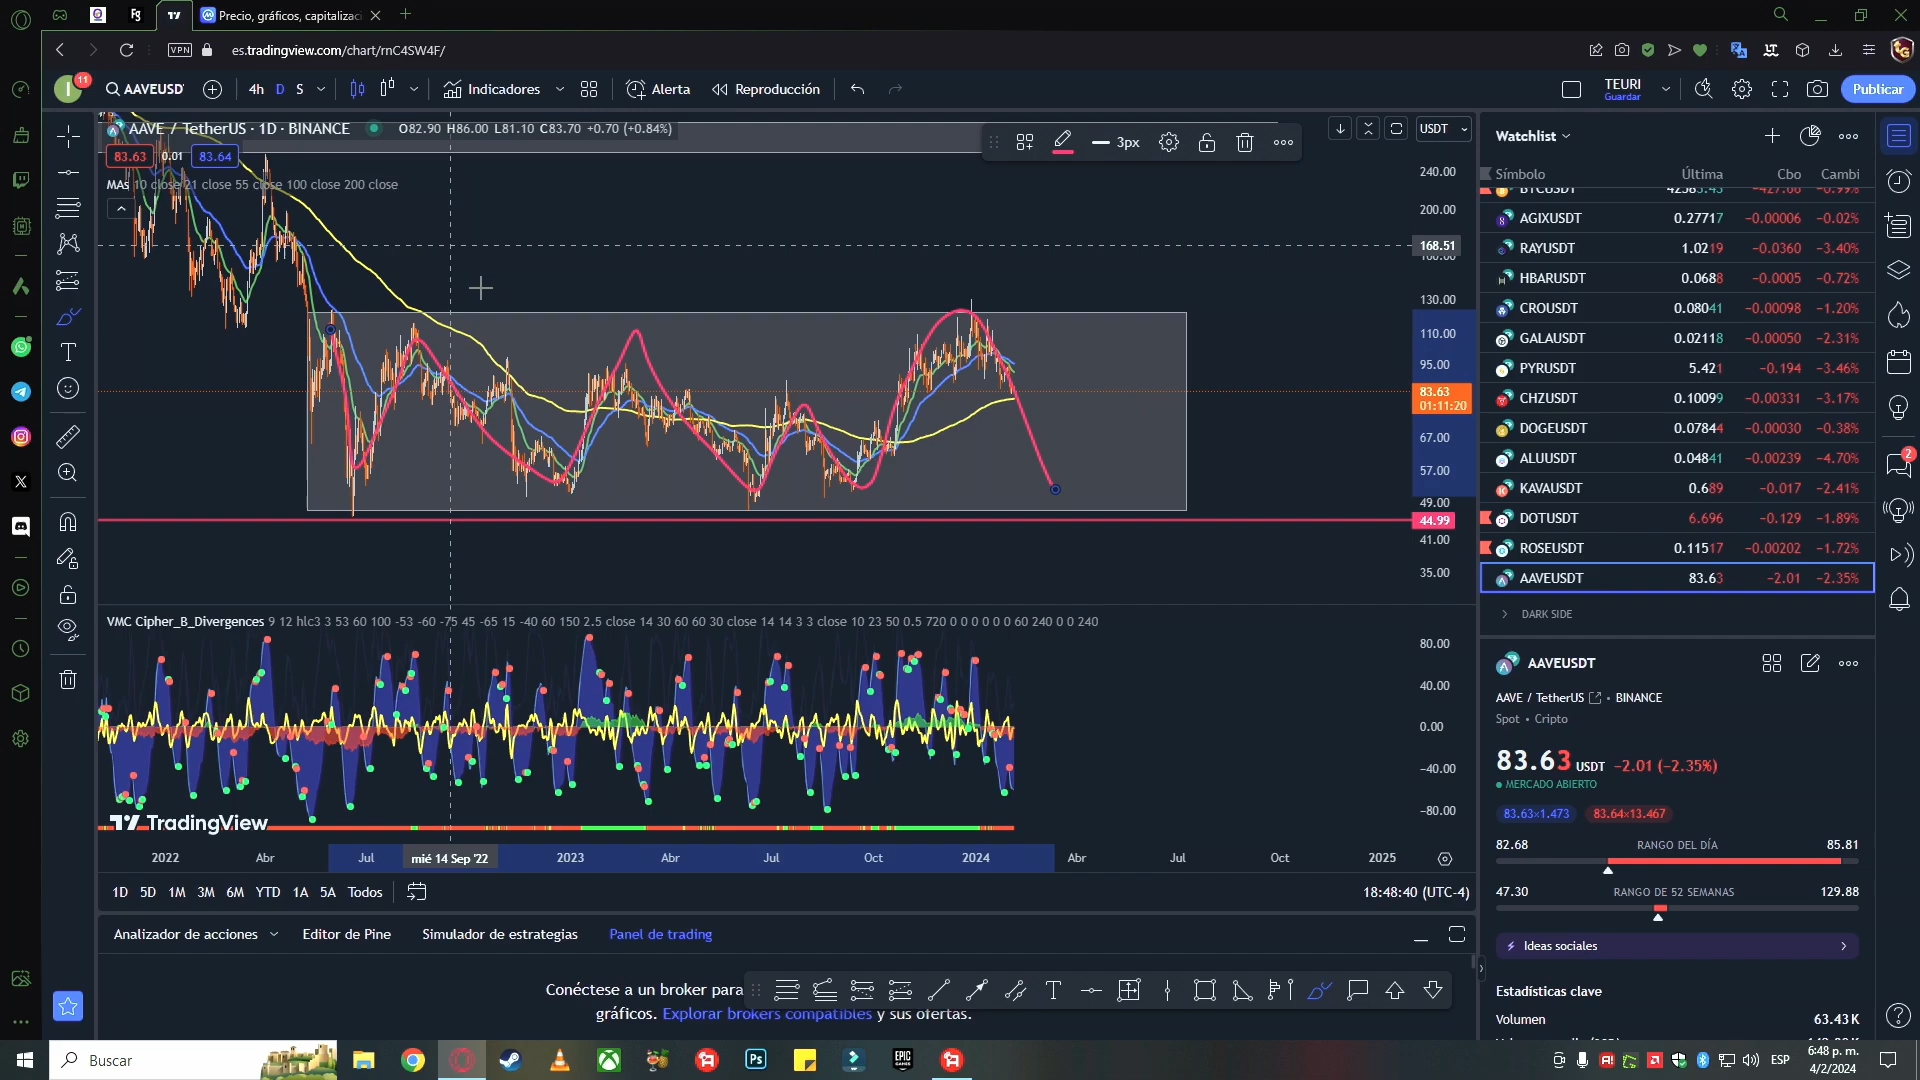 Precio, gráficos, capitalizaci
VPN
es.tradingview.com/chart/rnC4SW4F/
11
AAVEUSD
4h D S
Indicadores
Alerta
Reproducción
TEURI
Guardar
Publicar
AAVE / TetherUS · 1D · BINANCE
O82.90 H86.00 L81.10 C83.70 +0.70 (+0.84%)
3px
USDT
83.63 0.01 83.64
MAs 10 close 21 close 55 close 100 close 200 close
240.00
200.00
168.51
130.00
110.00
95.00
83.63
01:11:20
67.00
57.00
49.00
44.99
41.00
35.00
VMC Cipher_B_Divergences 9 12 hlc3 3 53 60 100 -53 -60 -75 45 -65 15 -40 60 150 2.5 close 14 30 60 60 30 close 14 14 3 3 close 10 23 50 0.5 720 0 0 0 0 0 0 60 240 0 0 240
80.00
40.00
0.00
−40.00
−80.00
TradingView
2022 Abr Jul mié 14 Sep '22 2023 Abr Jul Oct 2024 Abr Jul Oct 2025
1D 5D 1M 3M 6M YTD 1A 5A Todos
18:48:40 (UTC-4)
Analizador de acciones
Editor de Pine
Simulador de estrategias
Panel de trading
Conéctese a un broker para
gráficos. Explorar brokers compatibles y sus ofertas.
Watchlist
Símbolo Última Cbo Cambi
BTCUSDT
AGIXUSDT 0.27717 −0.00006 −0.02%
RAYUSDT 1.0219 −0.0360 −3.40%
HBARUSDT 0.0688 −0.0005 −0.72%
CROUSDT 0.08041 −0.00098 −1.20%
GALAUSDT 0.02118 −0.00050 −2.31%
PYRUSDT 5.421 −0.194 −3.46%
CHZUSDT 0.10099 −0.00331 −3.17%
DOGEUSDT 0.07844 −0.00030 −0.38%
ALUUSDT 0.04841 −0.00239 −4.70%
KAVAUSDT 0.689 −0.017 −2.41%
DOTUSDT 6.696 −0.129 −1.89%
ROSEUSDT 0.11517 −0.00202 −1.72%
AAVEUSDT 83.63 −2.01 −2.35%
DARK SIDE
2
AAVEUSDT
AAVE / TetherUS • BINANCE
Spot • Cripto
83.63 USDT −2.01 (−2.35%)
MERCADO ABIERTO
83.63×1.473 83.64×13.467
82.68 RANGO DEL DÍA 85.81
47.30 RANGO DE 52 SEMANAS 129.88
Ideas sociales
Estadísticas clave
Volumen 63.43 K
Buscar
Ps
EPIC GAMES
ESP
6:48 p. m.
4/2/2024